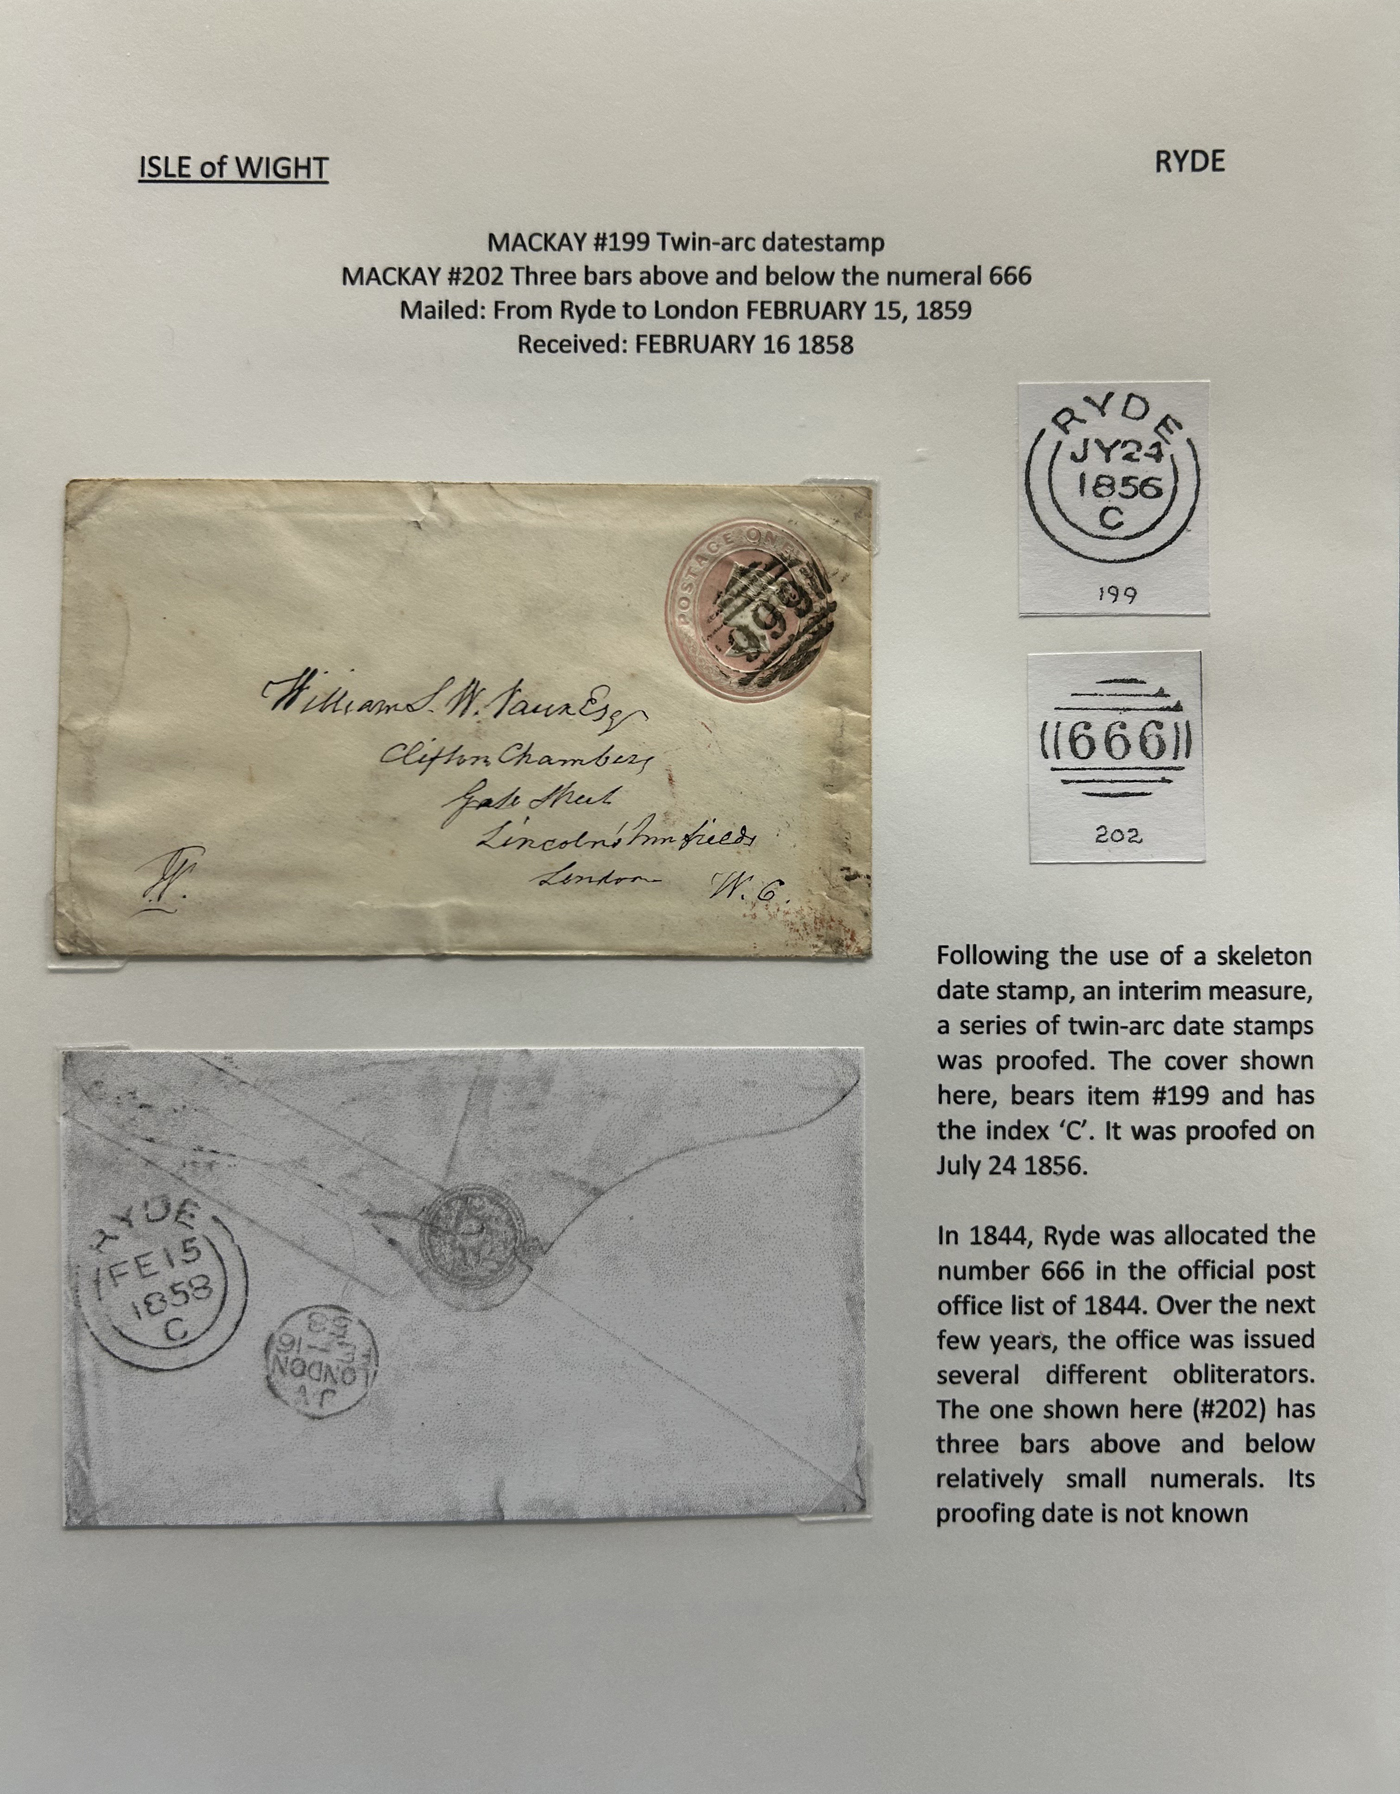 ISLE of WIGHT
RYDE
MACKAY #199 Twin-arc datestamp
MACKAY #202 Three bars above and below the numeral 666
Mailed: From Ryde to London FEBRUARY 15, 1859
Received: FEBRUARY 16 1858
RYDE
JY24
1856
C
199
666
202
POSTAGE ONE
666
William S. W. Vaux Esqr
Clifton Chambers
Gate Street
Lincoln's Inn fields
London W. C.
W.
Following the use of a skeleton
date stamp, an interim measure,
a series of twin-arc date stamps
was proofed. The cover shown
here, bears item #199 and has
the index ‘C’. It was proofed on
July 24 1856.
In 1844, Ryde was allocated the
number 666 in the official post
office list of 1844. Over the next
few years, the office was issued
several different obliterators.
The one shown here (#202) has
three bars above and below
relatively small numerals. Its
proofing date is not known
RYDE
FE15
1858
C
LONDON
16